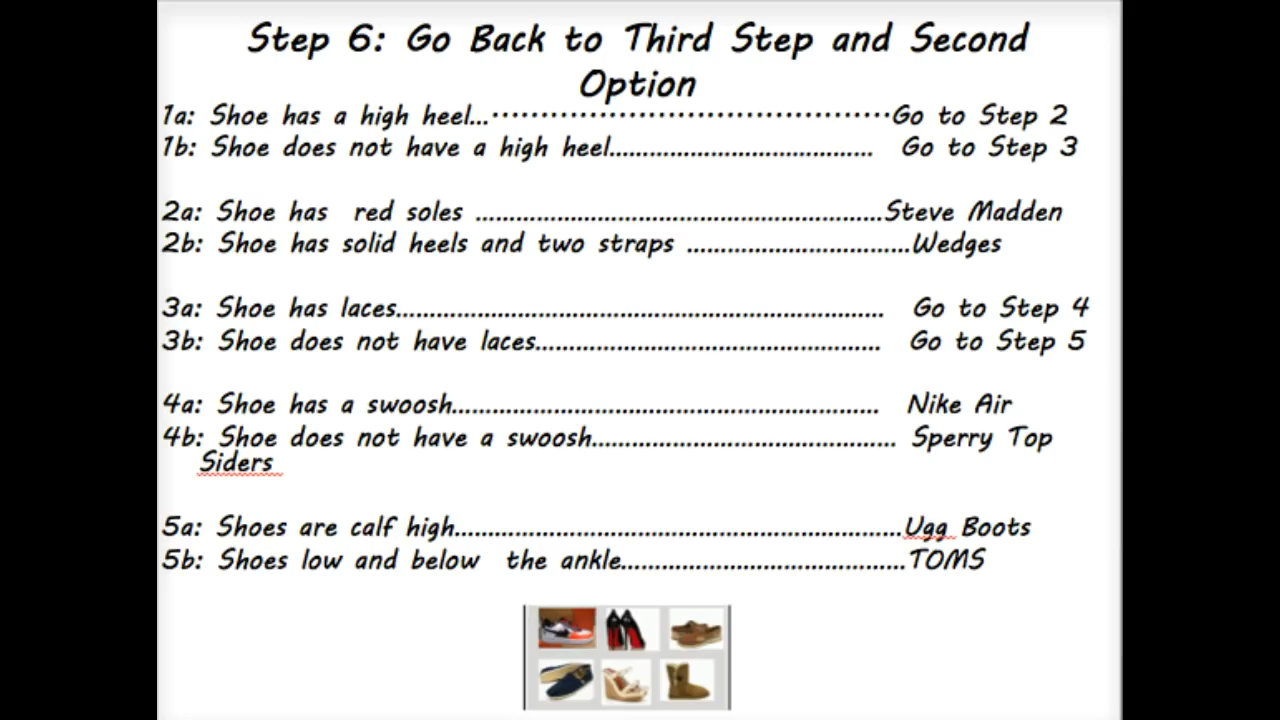 Step 6: Go Back to Third Step and Second
Option
1a: Shoe has a high heel.............................................Go to Step 2
1b: Shoe does not have a high heel....................................... Go to Step 3
2a: Shoe has red soles .............................................................Steve Madden
2b: Shoe has solid heels and two straps .................................Wedges
3a: Shoe has laces......................................................................... Go to Step 4
3b: Shoe does not have laces.................................................... Go to Step 5
4a: Shoe has a swoosh................................................................ Nike Air
4b: Shoe does not have a swoosh............................................. Sperry Top
Siders
5a: Shoes are calf high...................................................................Ugg Boots
5b: Shoes low and below the ankle..........................................TOMS